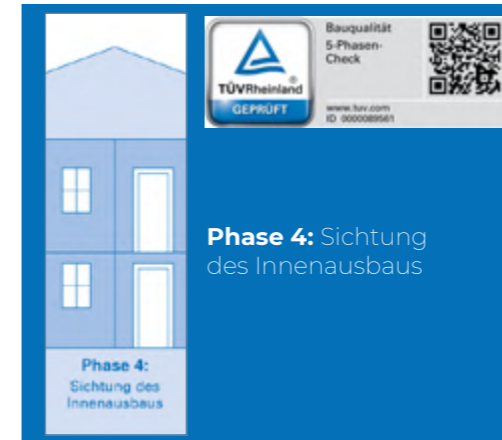 TÜVRheinland®
GEPRÜFT
Bauqualität
5-Phasen-
Check
www.tuv.com
ID 0000089561
Phase 4: Sichtung
des Innenausbaus
Phase 4:
Sichtung des
Innenausbaus